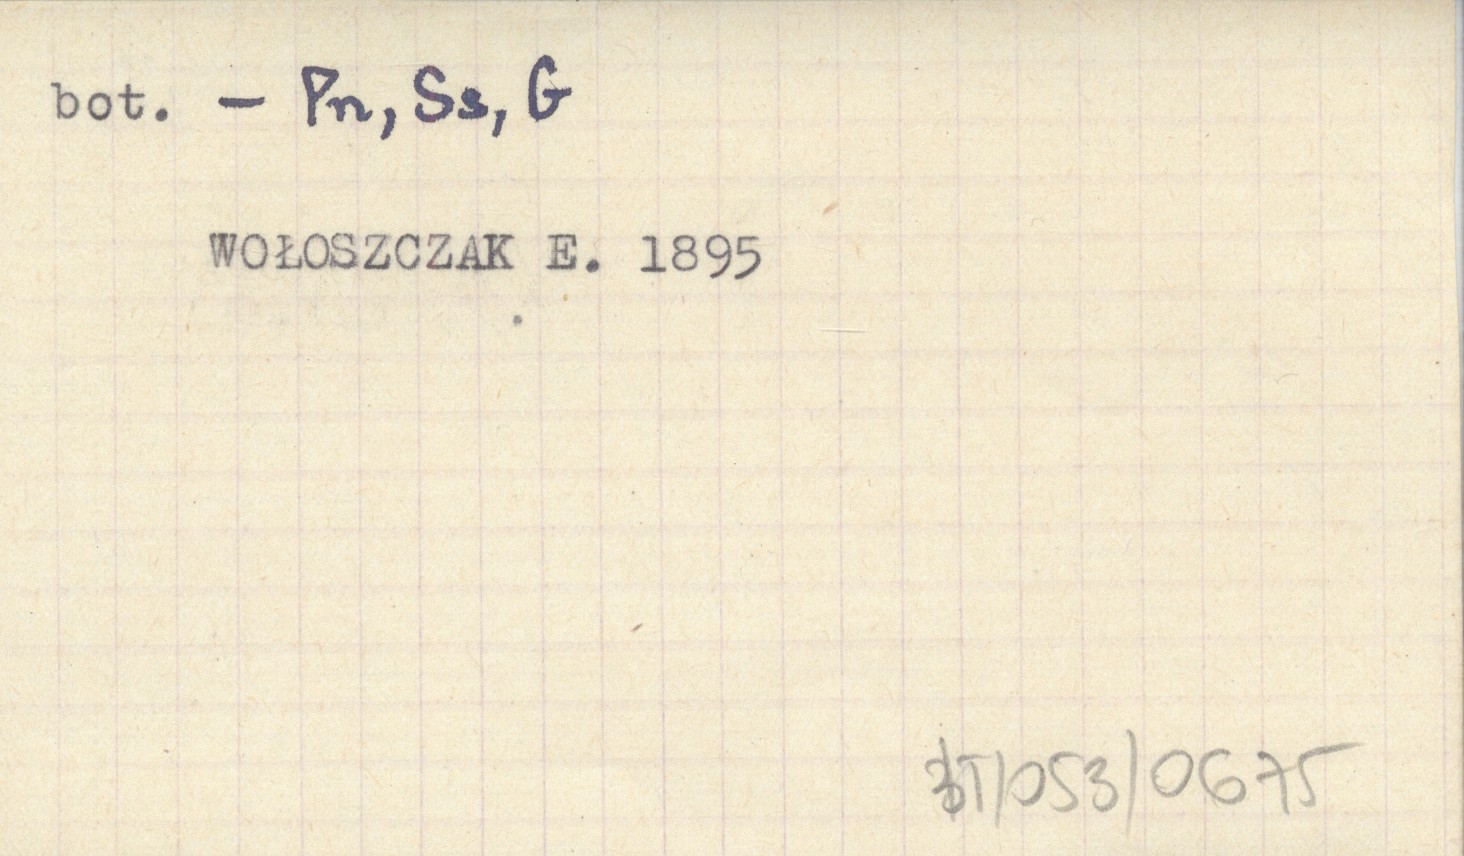 bot. — Pn, Ss, G
WOŁOSZCZAK E. 1895
BT/053/0675